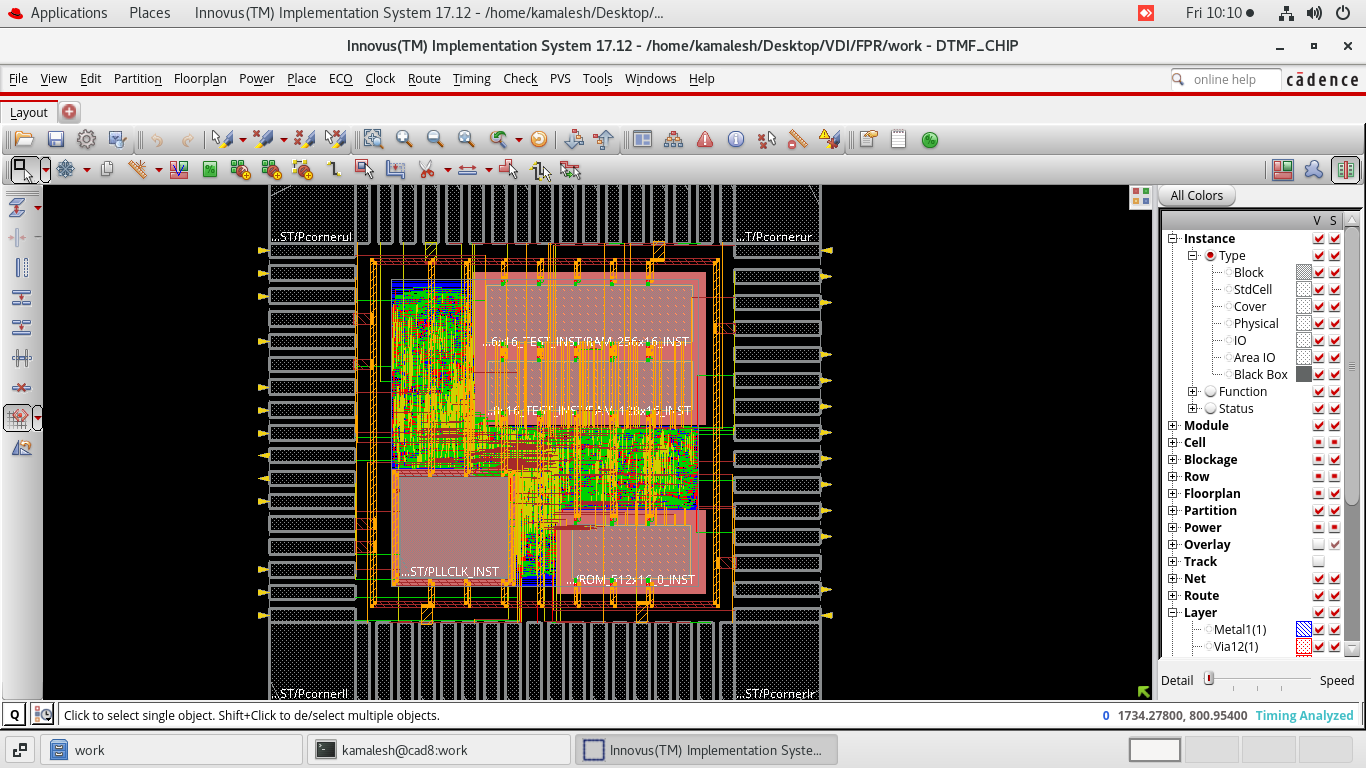 Applications Places Innovus(TM) Implementation System 17.12 - /home/kamalesh/Desktop/... Fri 10:10
Innovus(TM) Implementation System 17.12 - /home/kamalesh/Desktop/VDI/FPR/work - DTMF_CHIP
File View Edit Partition Floorplan Power Place ECO Clock Route Timing Check PVS Tools Windows Help online help cādence
Layout
All Colors
V S
...ST/Pcornerul ...T/Pcornerur
Instance
Type
Block
StdCell
Cover
Physical
IO
Area IO
Black Box
Function
Status
Module
Cell
Blockage
Row
Floorplan
Partition
Power
Overlay
Track
Net
Route
Layer
Metal1(1)
Via12(1)
...6x16_TEST_INST/RAM_256x16_INST
...ST/PLLCLK_INST
.../ROM_512x16_0_INST
...ST/Pcornerll ...ST/Pcornerlr
Detail Speed
Q Click to select single object. Shift+Click to de/select multiple objects. 0 1734.27800, 800.95400 Timing Analyzed
work kamalesh@cad8:work Innovus(TM) Implementation Syste...